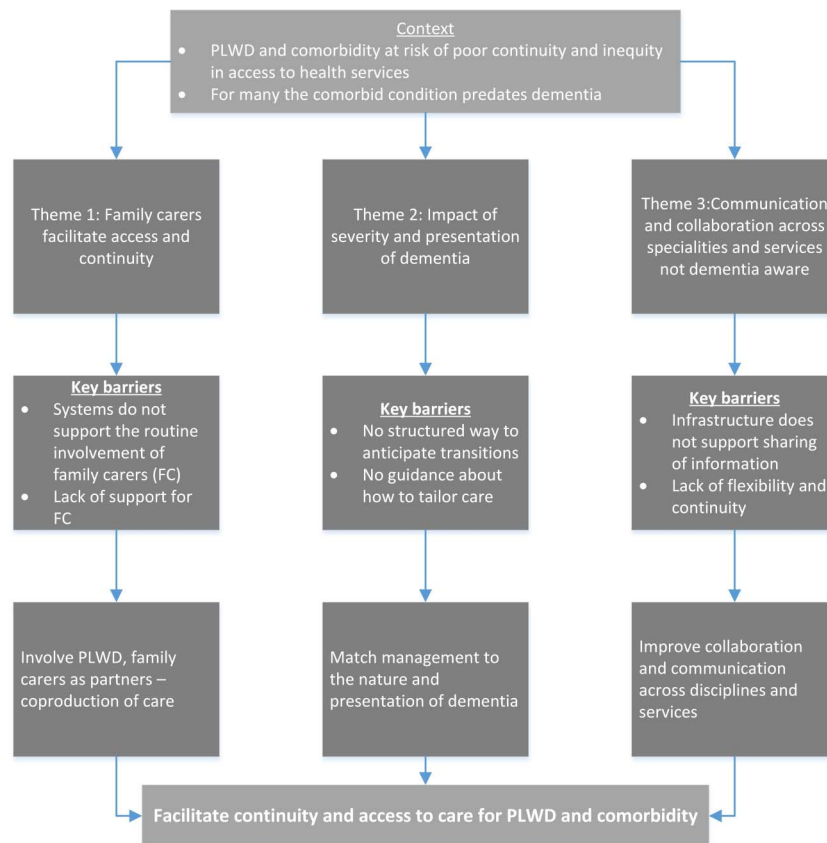 Context
• PLWD and comorbidity at risk of poor continuity and inequity
in access to health services
• For many the comorbid condition predates dementia
Theme 1: Family carers
facilitate access and
continuity
Theme 2: Impact of
severity and presentation
of dementia
Theme 3:Communication
and collaboration across
specialities and services
not dementia aware
Key barriers
• Systems do not
support the routine
involvement of
family carers (FC)
• Lack of support for
FC
Key barriers
• No structured way to
anticipate transitions
• No guidance about
how to tailor care
Key barriers
• Infrastructure does
not support sharing
of information
• Lack of flexibility and
continuity
Involve PLWD, family
carers as partners –
coproduction of care
Match management to
the nature and
presentation of dementia
Improve collaboration
and communication
across disciplines and
services
Facilitate continuity and access to care for PLWD and comorbidity